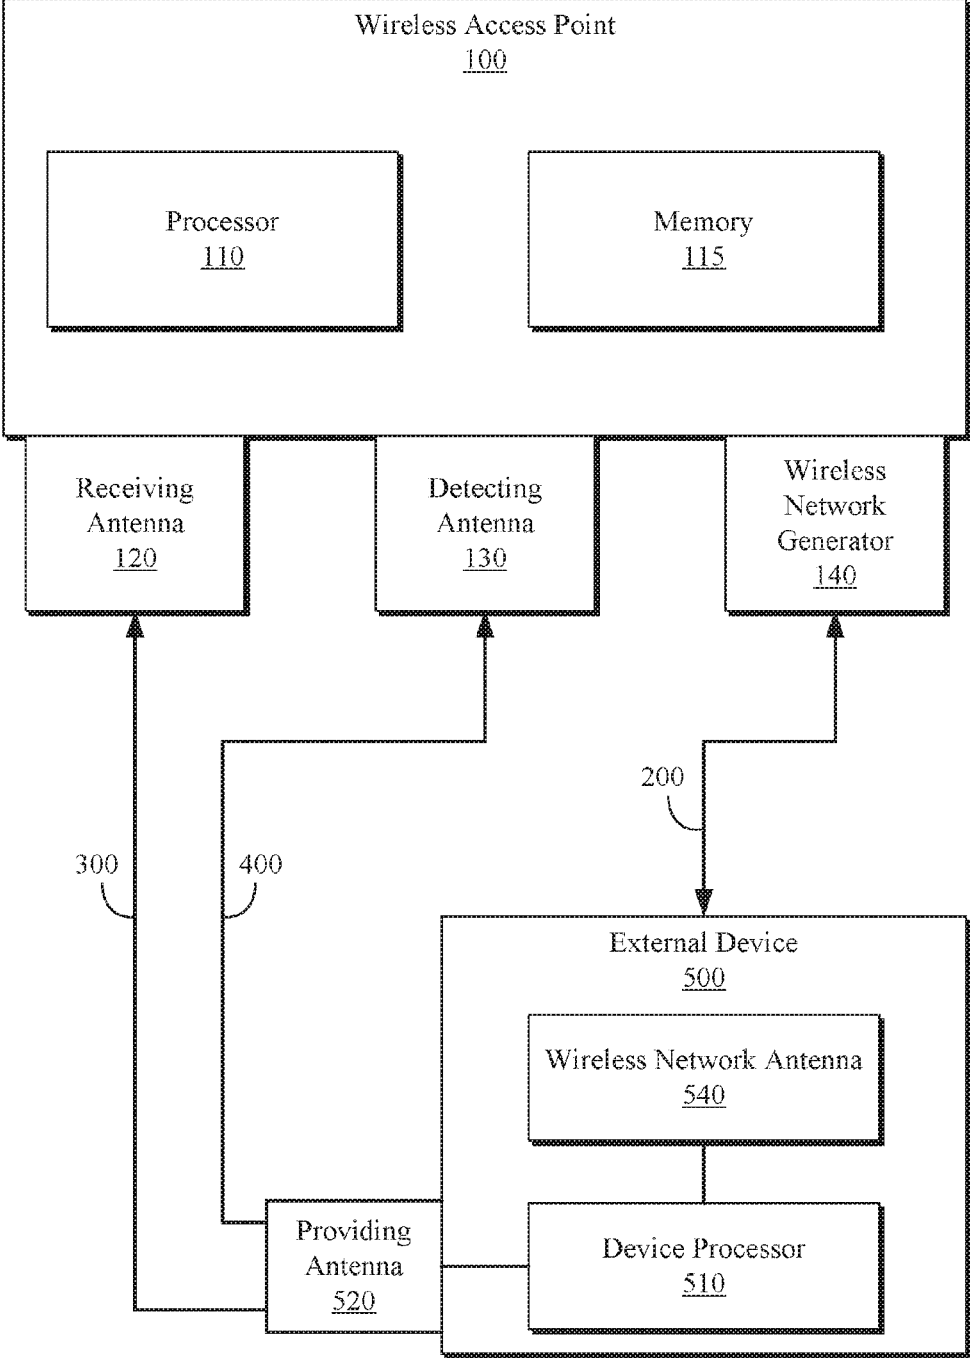 Wireless Access Point
100
Processor
110
Memory
115
Receiving
Antenna
120
Detecting
Antenna
130
Wireless
Network
Generator
140
200
300
400
External Device
500
Wireless Network Antenna
540
Providing
Antenna
520
Device Processor
510